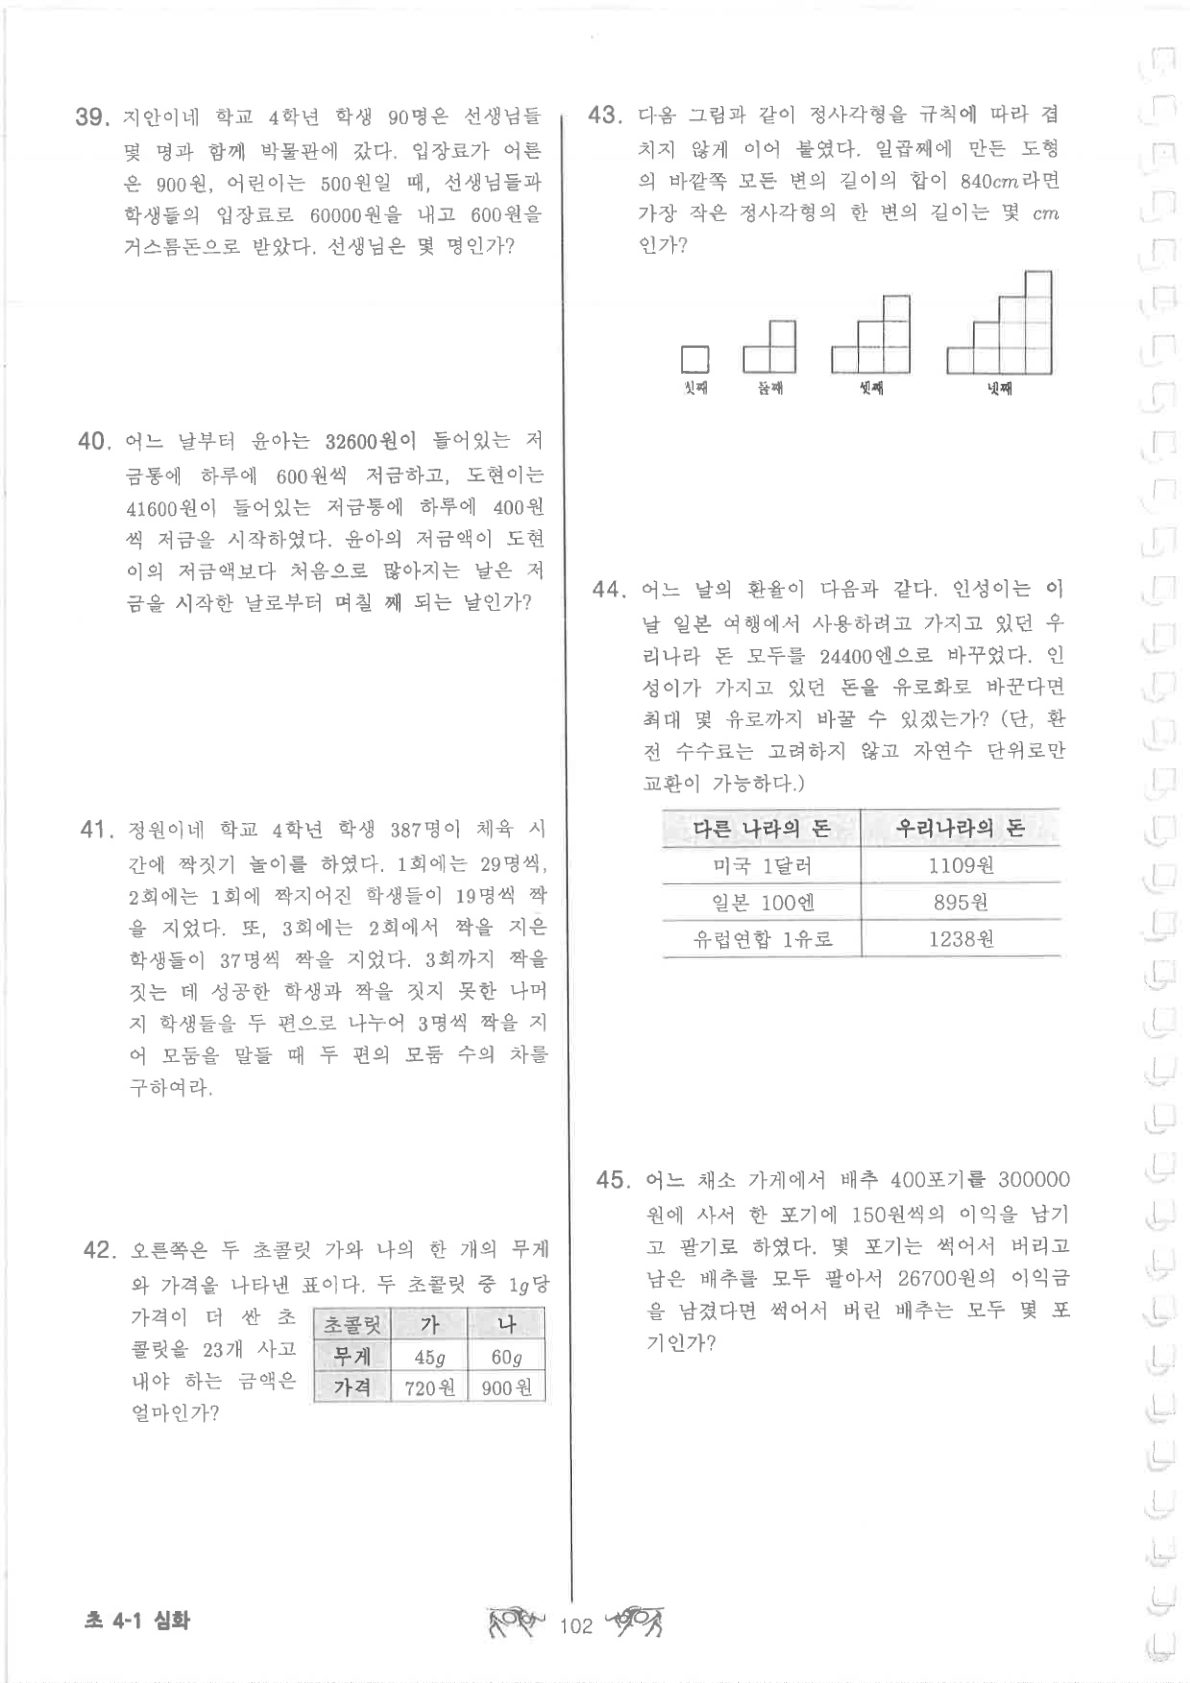 39. 지안이네 학교 4학년 학생 90명은 선생님들
몇 명과 함께 박물관에 갔다. 입장료가 어른
은 900원, 어린이는 500원일 때, 선생님들과
학생들의 입장료로 60000원을 내고 600원을
거스름돈으로 받았다. 선생님은 몇 명인가?
40. 어느 날부터 윤아는 32600원이 들어있는 저
금통에 하루에 600원씩 저금하고, 도현이는
41600원이 들어있는 저금통에 하루에 400원
씩 저금을 시작하였다. 윤아의 저금액이 도현
이의 저금액보다 처음으로 많아지는 날은 저
금을 시작한 날로부터 며칠 째 되는 날인가?
41. 정원이네 학교 4학년 학생 387명이 체육 시
간에 짝짓기 놀이를 하였다. 1회에는 29명씩,
2회에는 1회에 짝지어진 학생들이 19명씩 짝
을 지었다. 또, 3회에는 2회에서 짝을 지은
학생들이 37명씩 짝을 지었다. 3회까지 짝을
짓는 데 성공한 학생과 짝을 짓지 못한 나머
지 학생들을 두 편으로 나누어 3명씩 짝을 지
어 모둠을 만들 때 두 편의 모둠 수의 차를
구하여라.
42. 오른쪽은 두 초콜릿 가와 나의 한 개의 무게
와 가격을 나타낸 표이다. 두 초콜릿 중 1g당
가격이 더 싼 초
콜릿을 23개 사고
내야 하는 금액은
얼마인가?
초콜릿 가 나
무게 45g 60g
가격 720원 900원
43. 다음 그림과 같이 정사각형을 규칙에 따라 겹
치지 않게 이어 붙였다. 일곱째에 만든 도형
의 바깥쪽 모든 변의 길이의 합이 840cm라면
가장 작은 정사각형의 한 변의 길이는 몇 cm
인가?
첫째 둘째 셋째 넷째
44. 어느 날의 환율이 다음과 같다. 인성이는 이
날 일본 여행에서 사용하려고 가지고 있던 우
리나라 돈 모두를 24400엔으로 바꾸었다. 인
성이가 가지고 있던 돈을 유로화로 바꾼다면
최대 몇 유로까지 바꿀 수 있겠는가? (단, 환
전 수수료는 고려하지 않고 자연수 단위로만
교환이 가능하다.)
다른 나라의 돈 우리나라의 돈
미국 1달러 1109원
일본 100엔 895원
유럽연합 1유로 1238원
45. 어느 채소 가게에서 배추 400포기를 300000
원에 사서 한 포기에 150원씩의 이익을 남기
고 팔기로 하였다. 몇 포기는 썩어서 버리고
남은 배추를 모두 팔아서 26700원의 이익금
을 남겼다면 썩어서 버린 배추는 모두 몇 포
기인가?
초 4-1 심화
102